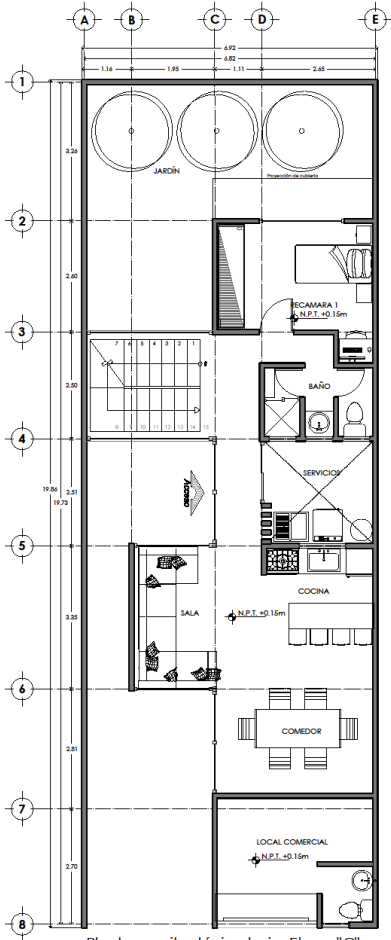 A B C D E
6.92
6.82
1.16 1.95 1.11 2.65
1
3.26
JARDÍN
Proyección de cubierta
2
2.60
RECAMARA 1
N.P.T. +0.15m
3
7 6 5 4 3 2 1
2.50
BAÑO
8 9 10 11 12 13 14 15
4
SERVICIOS
Acceso
19.86
19.73
2.51
5
COCINA
3.35
SALA
N.P.T. +0.15m
6
COMEDOR
2.81
7
LOCAL COMERCIAL
N.P.T. +0.15m
2.70
8